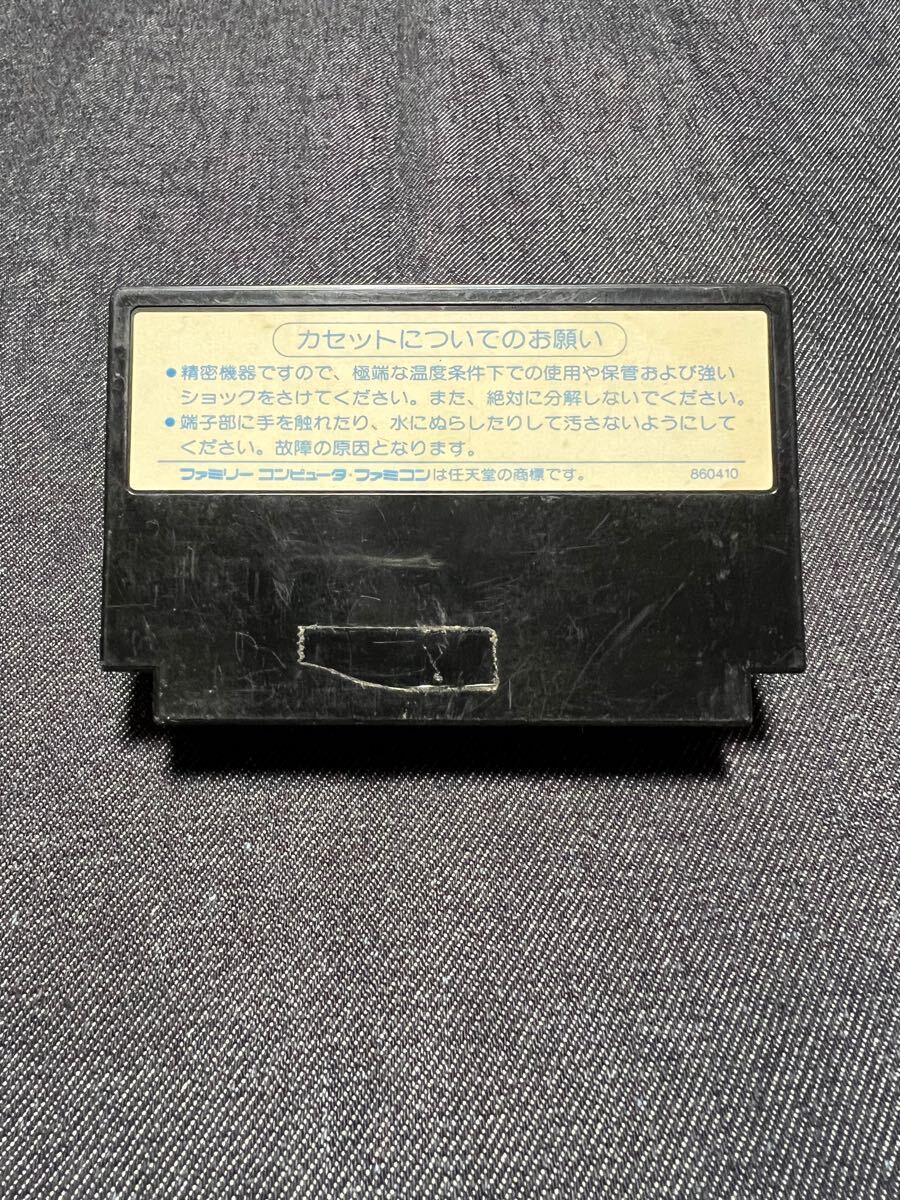 カセットについてのお願い
●精密機器ですので、極端な温度条件下での使用や保管および強い
ショックをさけてください。また、絶対に分解しないでください。
●端子部に手を触れたり、水にぬらしたりして汚さないようにして
ください。故障の原因となります。
ファミリー コンピュータ・ファミコンは任天堂の商標です。 860410